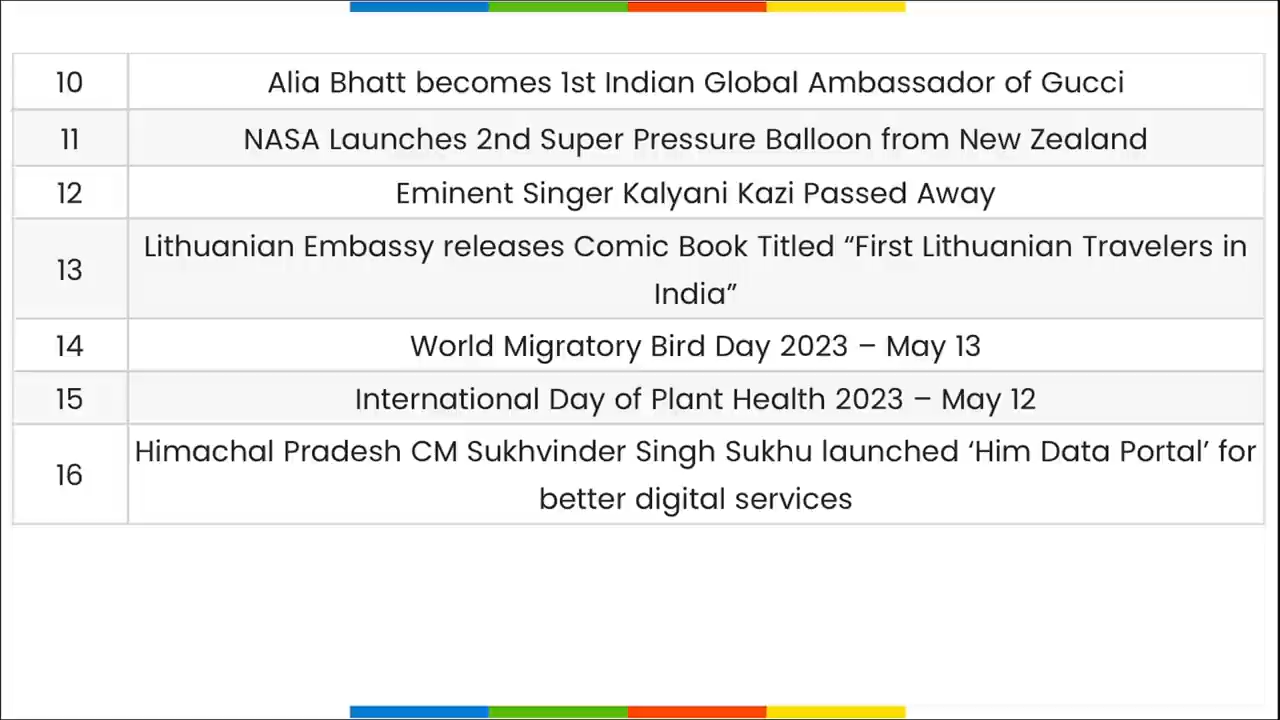 10 Alia Bhatt becomes 1st Indian Global Ambassador of Gucci
11 NASA Launches 2nd Super Pressure Balloon from New Zealand
12 Eminent Singer Kalyani Kazi Passed Away
13 Lithuanian Embassy releases Comic Book Titled “First Lithuanian Travelers in
India”
14 World Migratory Bird Day 2023 – May 13
15 International Day of Plant Health 2023 – May 12
16 Himachal Pradesh CM Sukhvinder Singh Sukhu launched ‘Him Data Portal’ for
better digital services